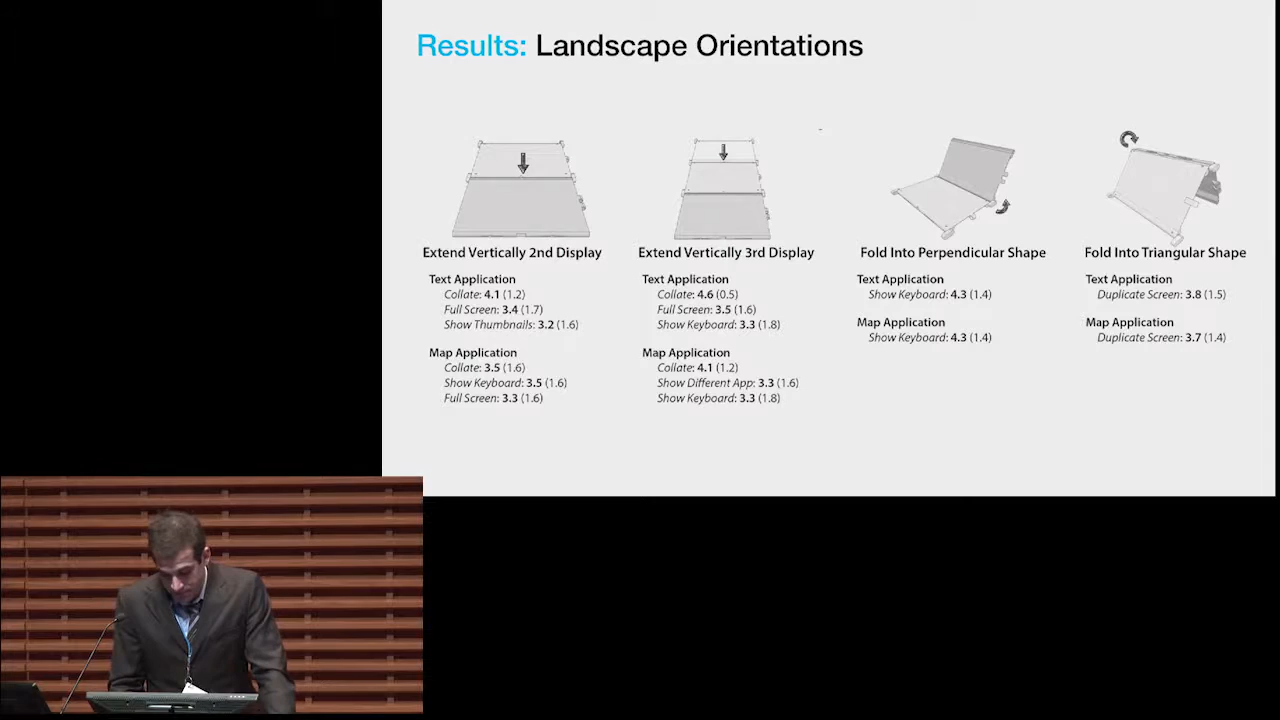 Results: Landscape Orientations
Extend Vertically 2nd Display
Text Application
Collate: 4.1 (1.2)
Full Screen: 3.4 (1.7)
Show Thumbnails: 3.2 (1.6)
Map Application
Collate: 3.5 (1.6)
Show Keyboard: 3.5 (1.6)
Full Screen: 3.3 (1.6)
Extend Vertically 3rd Display
Text Application
Collate: 4.6 (0.5)
Full Screen: 3.5 (1.6)
Show Keyboard: 3.3 (1.8)
Map Application
Collate: 4.1 (1.2)
Show Different App: 3.3 (1.6)
Show Keyboard: 3.3 (1.8)
Fold Into Perpendicular Shape
Text Application
Show Keyboard: 4.3 (1.4)
Map Application
Show Keyboard: 4.3 (1.4)
Fold Into Triangular Shape
Text Application
Duplicate Screen: 3.8 (1.5)
Map Application
Duplicate Screen: 3.7 (1.4)